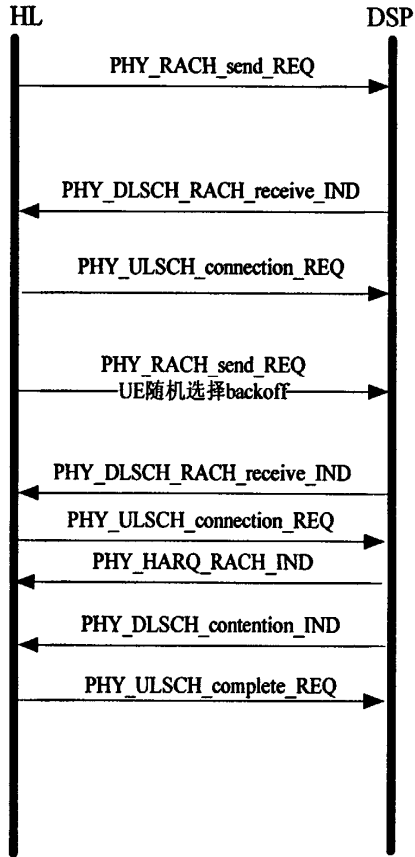 HL DSP
PHY_RACH_send_REQ
PHY_DLSCH_RACH_receive_IND
PHY_ULSCH_connection_REQ
PHY_RACH_send_REQ
UE随机选择backoff
PHY_DLSCH_RACH_receive_IND
PHY_ULSCH_connection_REQ
PHY_HARQ_RACH_IND
PHY_DLSCH_contention_IND
PHY_ULSCH_complete_REQ